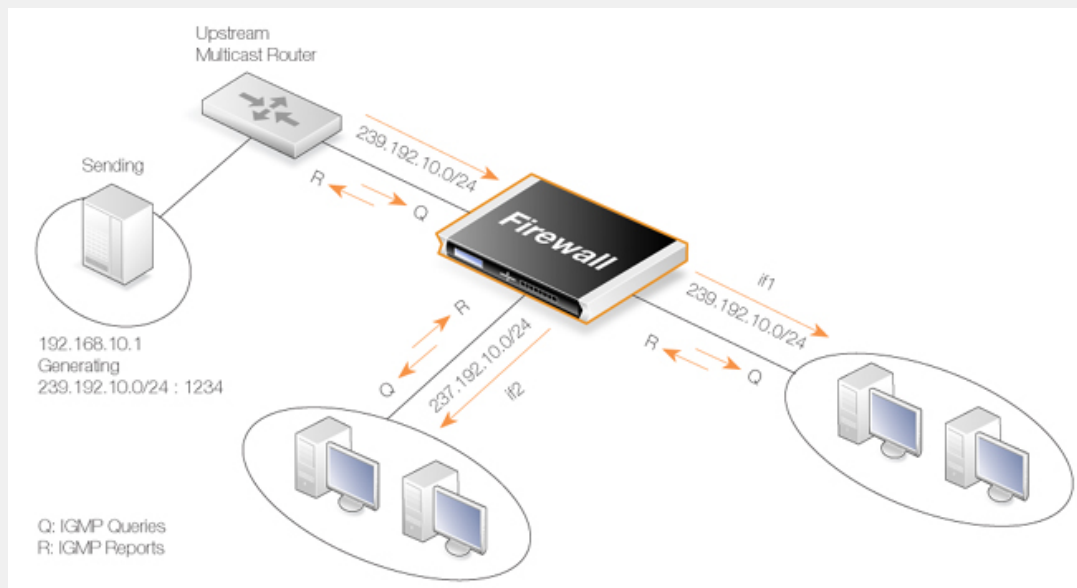 Upstream
Multicast Router
239.192.10.0/24
R
Q
Sending
Firewall
if1
239.192.10.0/24
R
Q
R
Q
237.192.10.0/24
if2
192.168.10.1
Generating
239.192.10.0/24 : 1234
Q: IGMP Queries
R: IGMP Reports